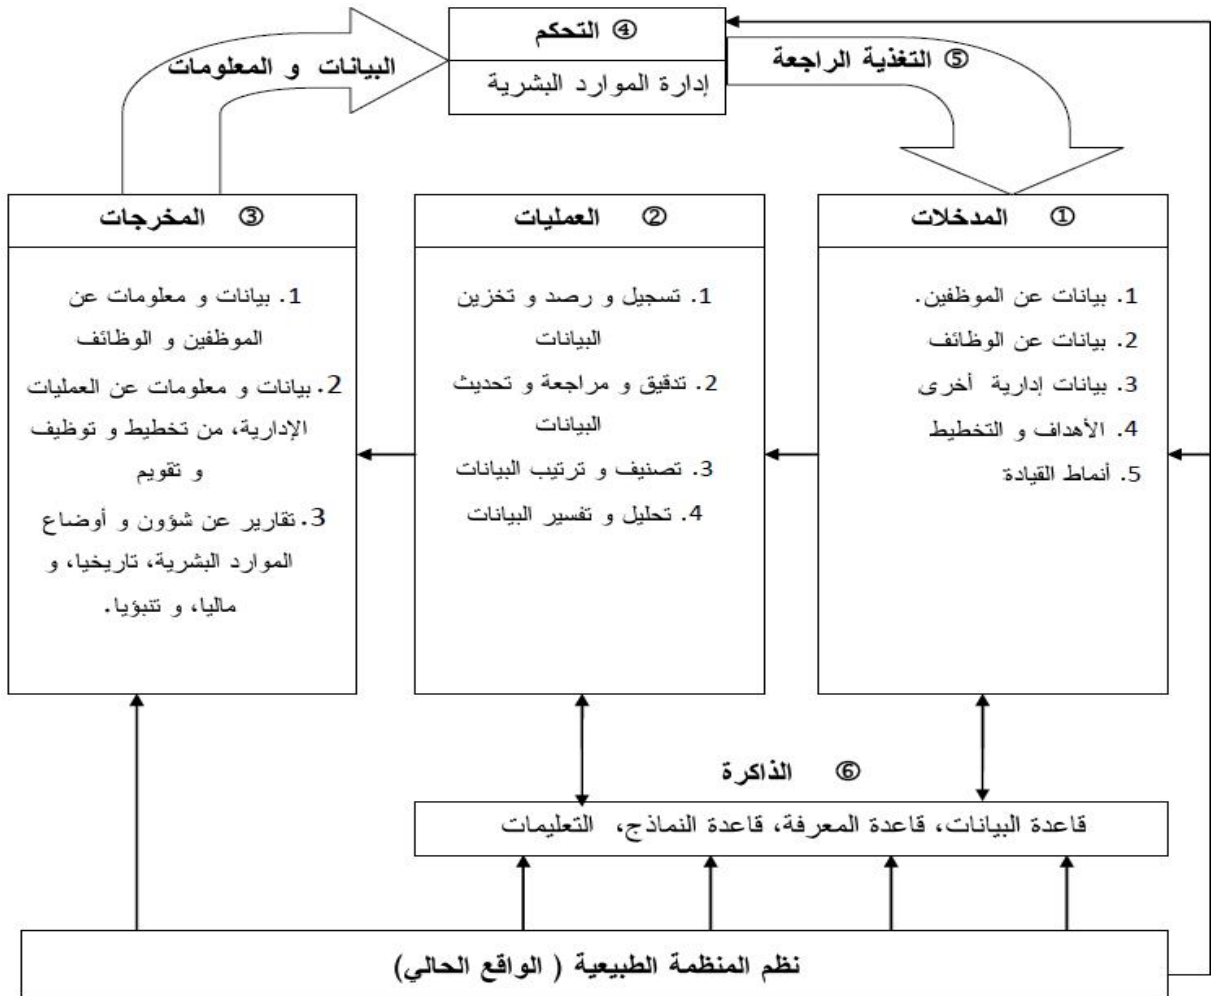 ④ التحكم
إدارة الموارد البشرية
⑤ التغذية الراجعة
البيانات و المعلومات
① المدخلات
1. بيانات عن الموظفين.
2. بيانات عن الوظائف
3. بيانات إدارية أخرى
4. الأهداف و التخطيط
5. أنماط القيادة
② العمليات
1. تسجيل و رصد و تخزين
البيانات
2. تدقيق و مراجعة و تحديث
البيانات
3. تصنيف و ترتيب البيانات
4. تحليل و تفسير البيانات
③ المخرجات
1. بيانات و معلومات عن
الموظفين و الوظائف
2. بيانات و معلومات عن العمليات
الإدارية، من تخطيط و توظيف
و تقويم
3. تقارير عن شؤون و أوضاع
الموارد البشرية، تاريخيا، و
ماليا، و تنبؤيا.
⑥ الذاكرة
قاعدة البيانات، قاعدة المعرفة، قاعدة النماذج، التعليمات
نظم المنظمة الطبيعية ( الواقع الحالي)